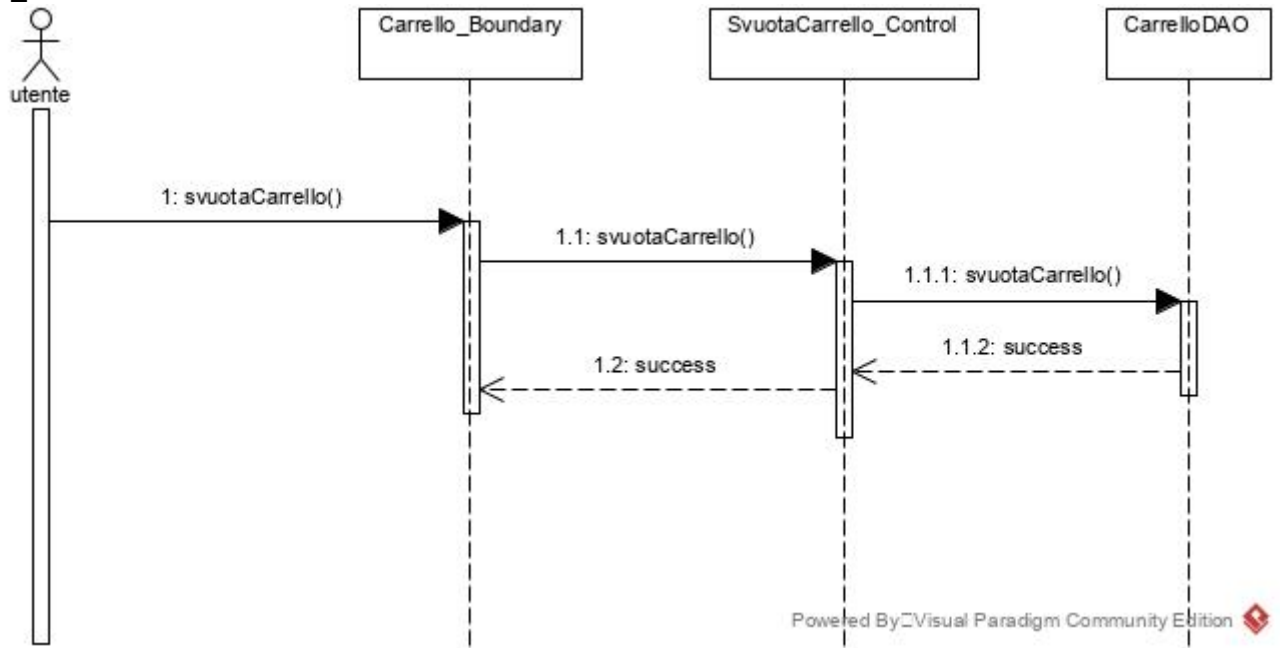 Carrello_Boundary
SvuotaCarrello_Control
CarrelloDAO
utente
1: svuotaCarrello()
1.1: svuotaCarrello()
1.1.1: svuotaCarrello()
1.1.2: success
1.2: success
Powered By Visual Paradigm Community Edition